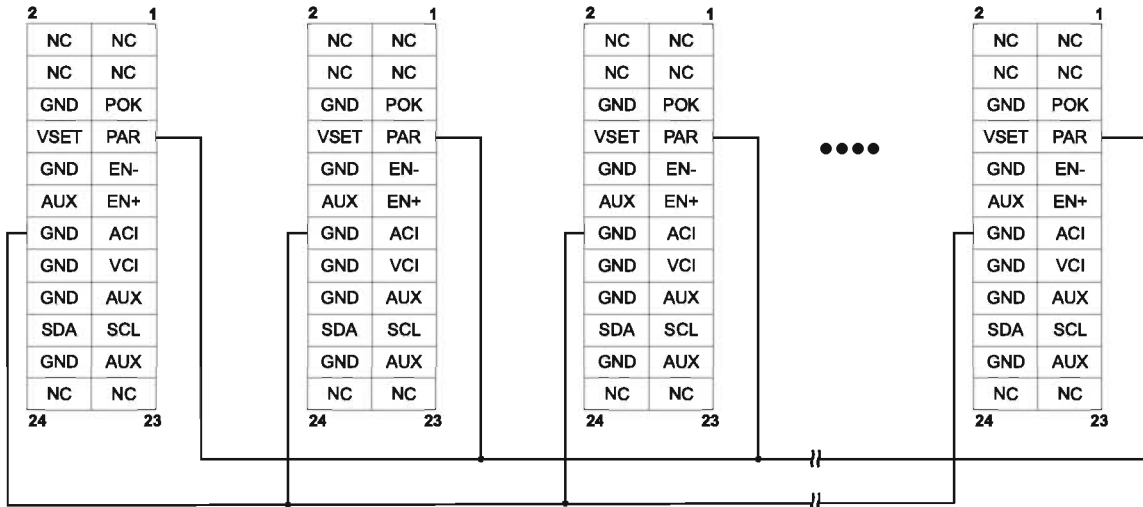 2 1 2 1 2 1 2 1
NC NC NC NC NC NC NC NC
NC NC NC NC NC NC NC NC
GND POK GND POK GND POK GND POK
VSET PAR VSET PAR VSET PAR VSET PAR
GND EN- GND EN- GND EN- GND EN-
AUX EN+ AUX EN+ AUX EN+ AUX EN+
GND ACI GND ACI GND ACI GND ACI
GND VCI GND VCI GND VCI GND VCI
GND AUX GND AUX GND AUX GND AUX
SDA SCL SDA SCL SDA SCL SDA SCL
GND AUX GND AUX GND AUX GND AUX
NC NC NC NC NC NC NC NC
24 23 24 23 24 23 24 23